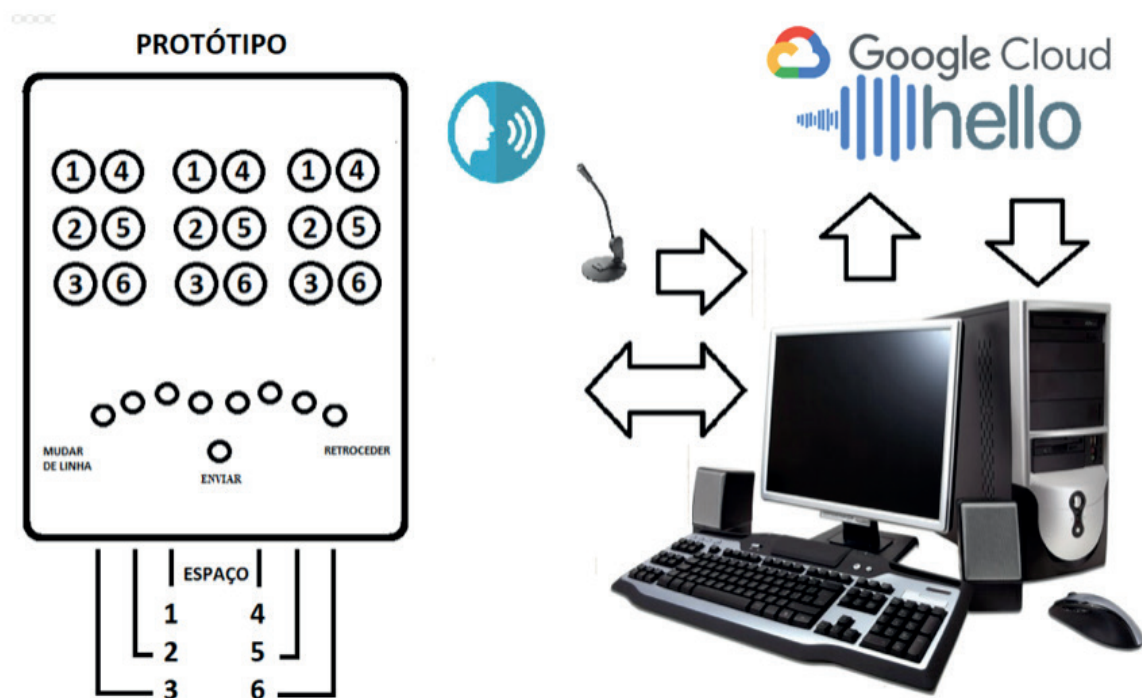 PROTÓTIPO
1 4 1 4 1 4
2 5 2 5 2 5
3 6 3 6 3 6
MUDAR
DE LINHA
RETROCEDER
ENVIAR
ESPAÇO
1 4
2 5
3 6
Google Cloud
hello